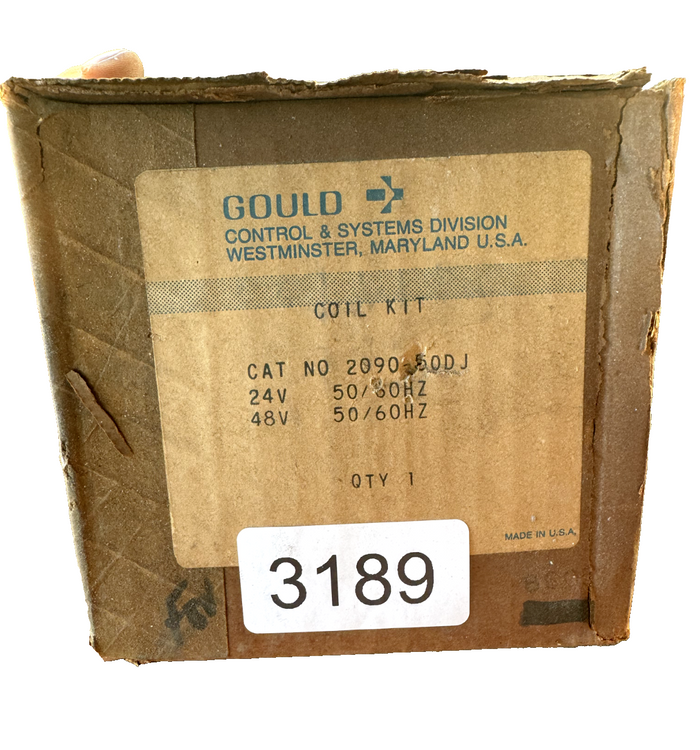 GOULD
CONTROL & SYSTEMS DIVISION
WESTMINSTER, MARYLAND U.S.A.
COIL KIT
CAT NO 2090-50DJ
24V 50/60HZ
48V 50/60HZ
QTY 1
MADE IN U.S.A.
3189